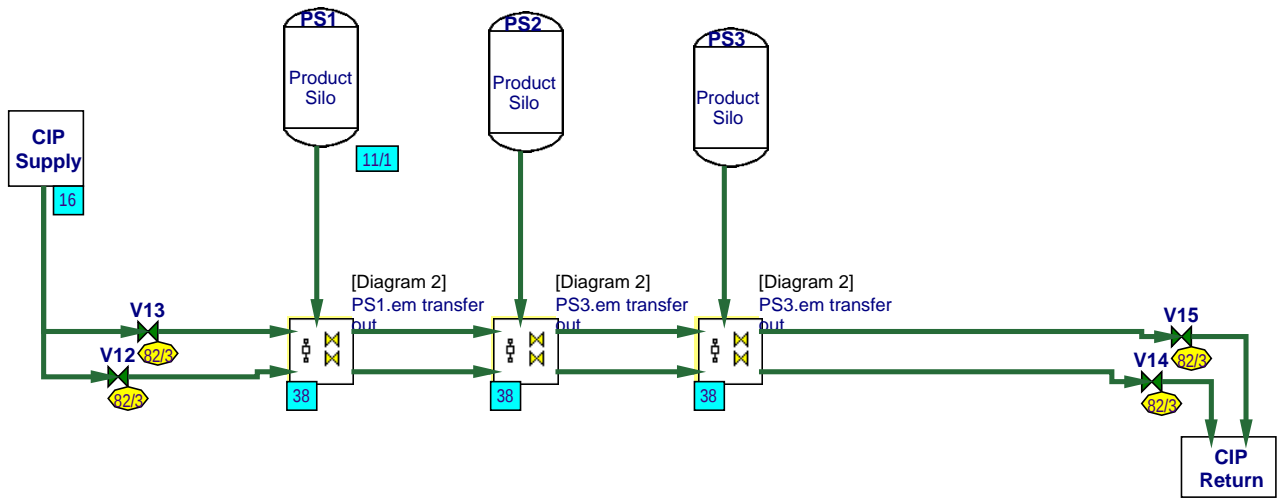 PS1
PS2
PS3
Product
Silo
Product
Silo
Product
Silo
CIP
Supply
16
11/1
[Diagram 2]
PS1.em transfer
out
[Diagram 2]
PS3.em transfer
out
[Diagram 2]
PS3.em transfer
out
V13
82/3
V12
82/3
38
38
38
V15
82/3
V14
82/3
CIP
Return